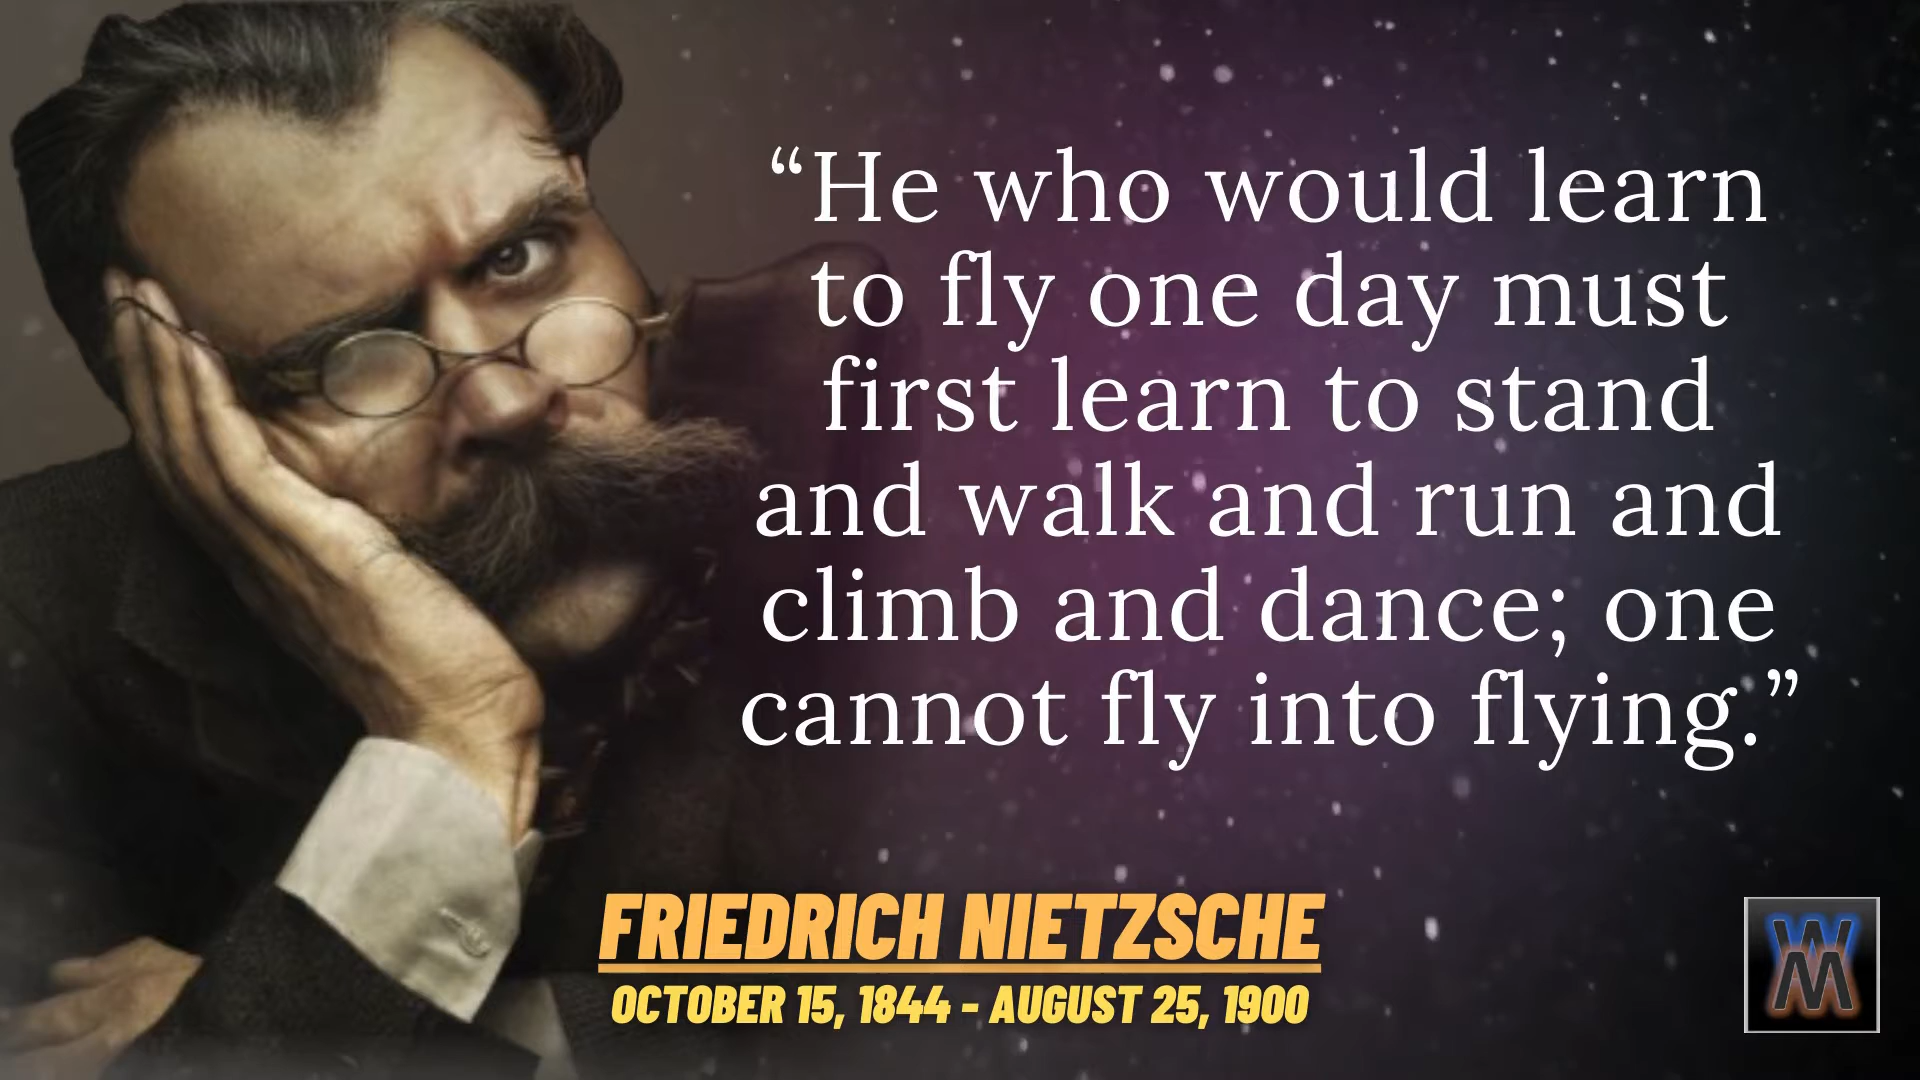 “He who would learn
to fly one day must
first learn to stand
and walk and run and
climb and dance; one
cannot fly into flying.”
FRIEDRICH NIETZSCHE
OCTOBER 15, 1844 - AUGUST 25, 1900
WM